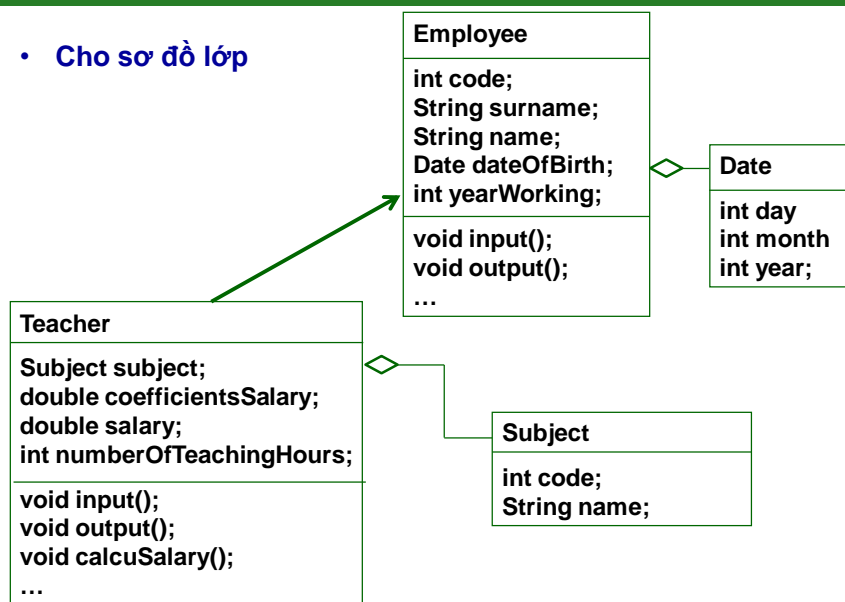 • Cho sơ đồ lớp
Employee
int code;
String surname;
String name;
Date dateOfBirth;
int yearWorking;
void input();
void output();
…
Date
int day
int month
int year;
Teacher
Subject subject;
double coefficientsSalary;
double salary;
int numberOfTeachingHours;
void input();
void output();
void calcuSalary();
…
Subject
int code;
String name;